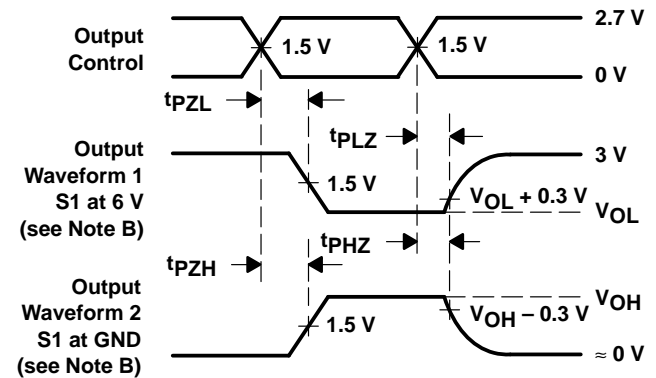 2.7 V
Output
Control
1.5 V
1.5 V
0 V
tPZL
tPLZ
Output
Waveform 1
S1 at 6 V
(see Note B)
3 V
1.5 V
VOL + 0.3 V
VOL
tPHZ
tPZH
Output
Waveform 2
S1 at GND
(see Note B)
VOH
VOH – 0.3 V
1.5 V
≈ 0 V